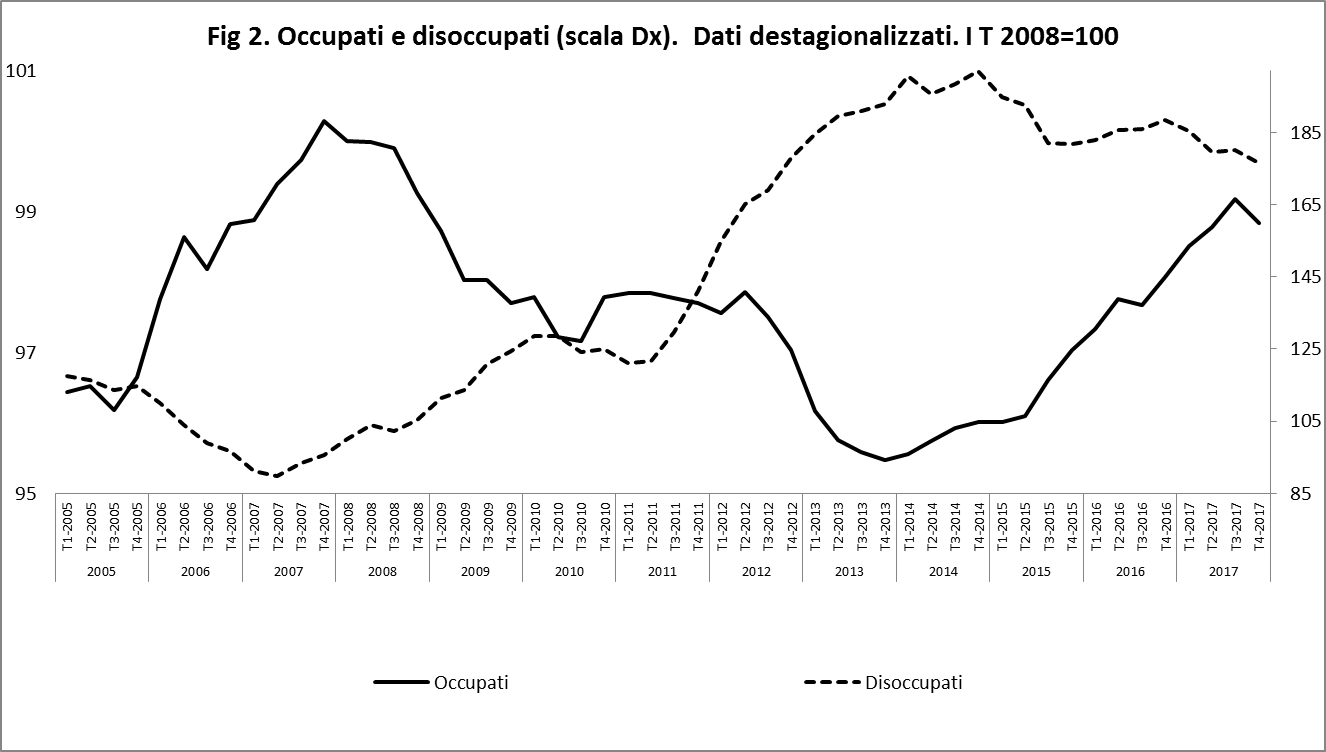 Fig 2. Occupati e disoccupati (scala Dx).  Dati destagionalizzati. I T 2008=100
101
99
97
95
185
165
145
125
105
85
T1-2005
T2-2005
T3-2005
T4-2005
T1-2006
T2-2006
T3-2006
T4-2006
T1-2007
T2-2007
T3-2007
T4-2007
T1-2008
T2-2008
T3-2008
T4-2008
T1-2009
T2-2009
T3-2009
T4-2009
T1-2010
T2-2010
T3-2010
T4-2010
T1-2011
T2-2011
T3-2011
T4-2011
T1-2012
T2-2012
T3-2012
T4-2012
T1-2013
T2-2013
T3-2013
T4-2013
T1-2014
T2-2014
T3-2014
T4-2014
T1-2015
T2-2015
T3-2015
T4-2015
T1-2016
T2-2016
T3-2016
T4-2016
T1-2017
T2-2017
T3-2017
T4-2017
2005 2006 2007 2008 2009 2010 2011 2012 2013 2014 2015 2016 2017
Occupati Disoccupati